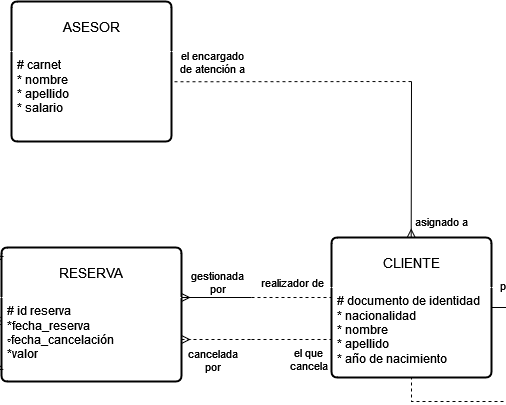 ASESOR
# carnet
* nombre
* apellido
* salario
el encargado
de atención a
asignado a
RESERVA
# id reserva
*fecha_reserva
◦fecha_cancelación
*valor
gestionada
por
realizador de
cancelada
por
el que
cancela
CLIENTE
# documento de identidad
* nacionalidad
* nombre
* apellido
* año de nacimiento